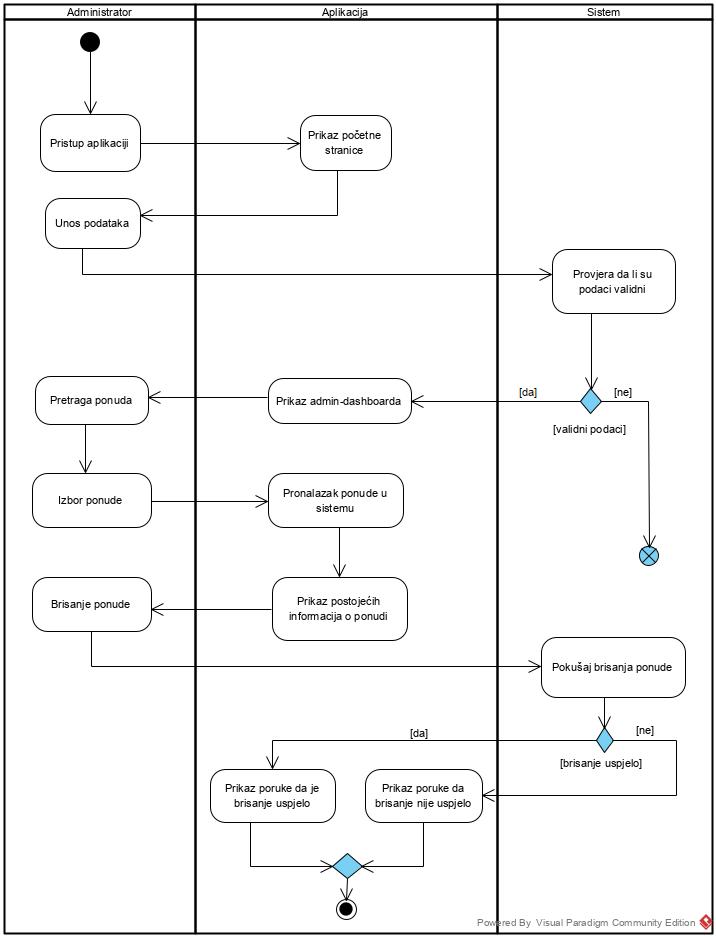 Administrator
Aplikacija
Sistem
Pristup aplikaciji
Prikaz početne
stranice
Unos podataka
Provjera da li su
podaci validni
[da]
[ne]
Pretraga ponuda
Prikaz admin-dashboarda
[validni podaci]
Izbor ponude
Pronalazak ponude u
sistemu
Brisanje ponude
Prikaz postojećih
informacija o ponudi
Pokušaj brisanja ponude
[da]
[ne]
[brisanje uspjelo]
Prikaz poruke da je
brisanje uspjelo
Prikaz poruke da
brisanje nije uspjelo
Powered By Visual Paradigm Community Edition